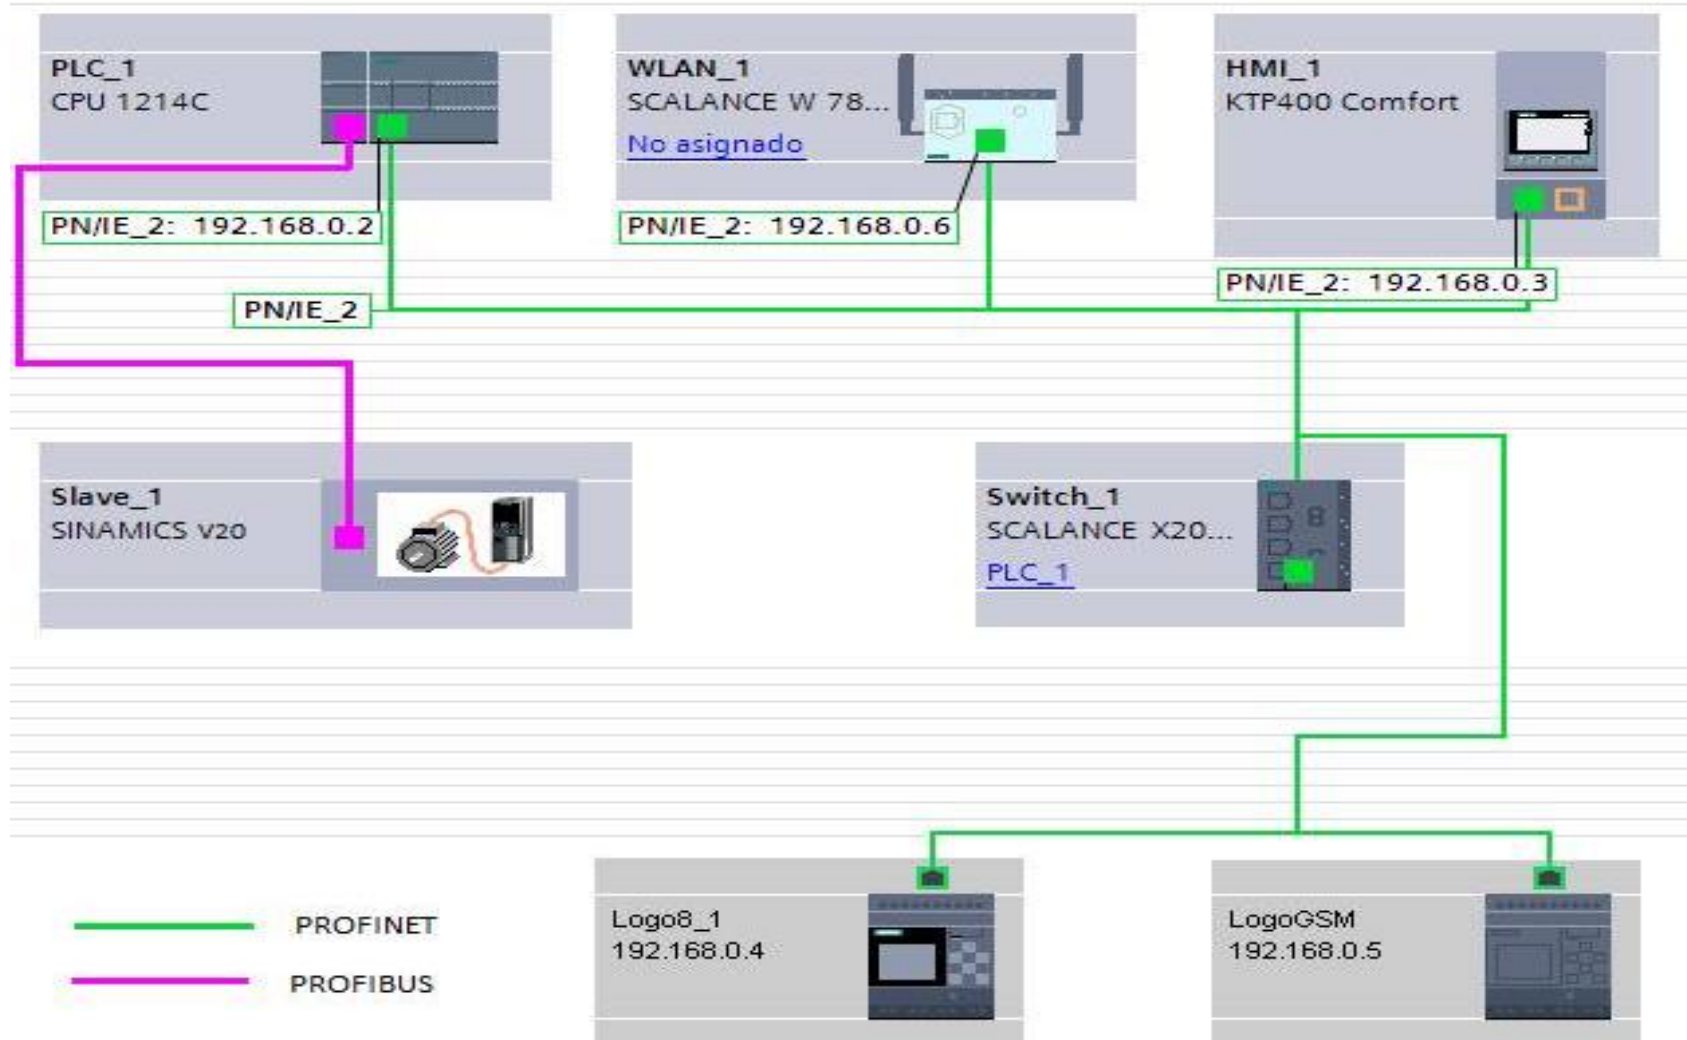 PLC_1
CPU 1214C
PN/IE_2: 192.168.0.2
WLAN_1
SCALANCE W 78...
No asignado
PN/IE_2: 192.168.0.6
HMI_1
KTP400 Comfort
PN/IE_2: 192.168.0.3
PN/IE_2
Slave_1
SINAMICS V20
Switch_1
SCALANCE X20...
PLC_1
PROFINET
PROFIBUS
Logo8_1
192.168.0.4
LogoGSM
192.168.0.5